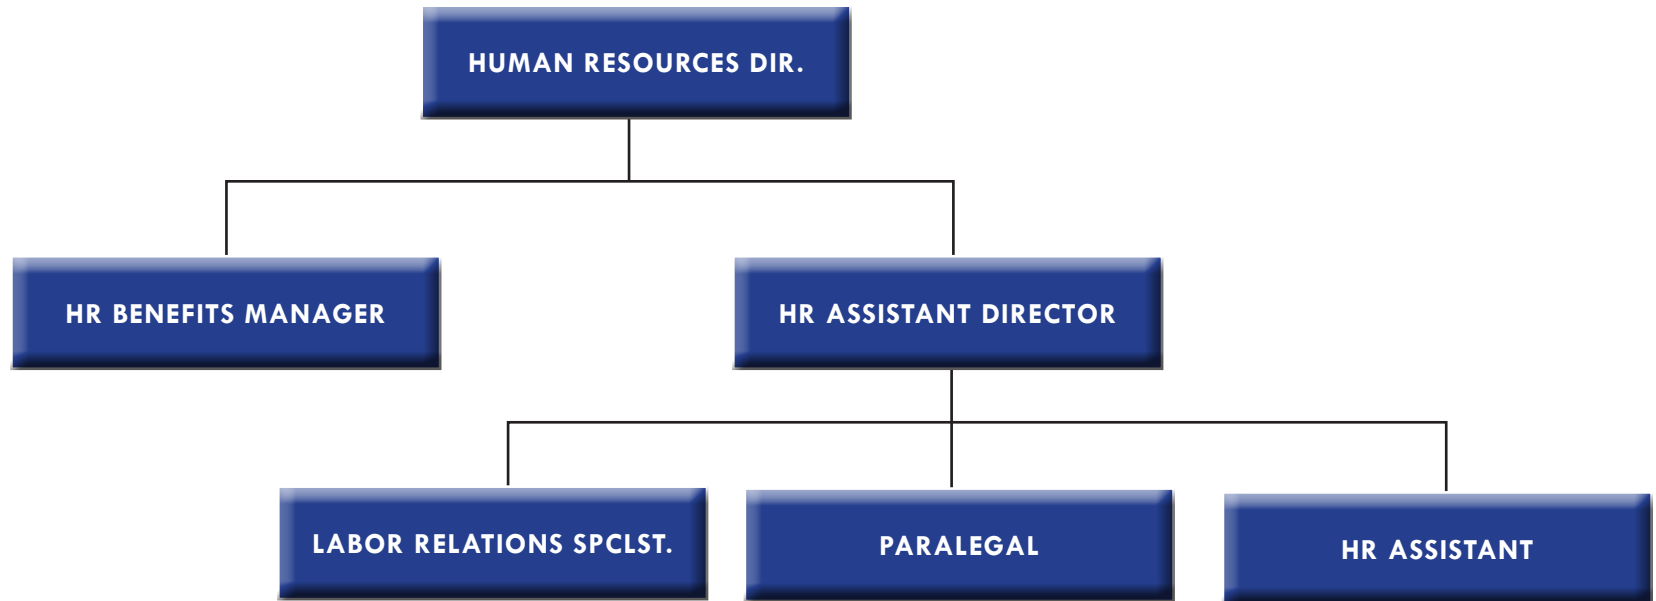 HUMAN RESOURCES DIR.
HR BENEFITS MANAGER
HR ASSISTANT DIRECTOR
LABOR RELATIONS SPCLST.
PARALEGAL
HR ASSISTANT